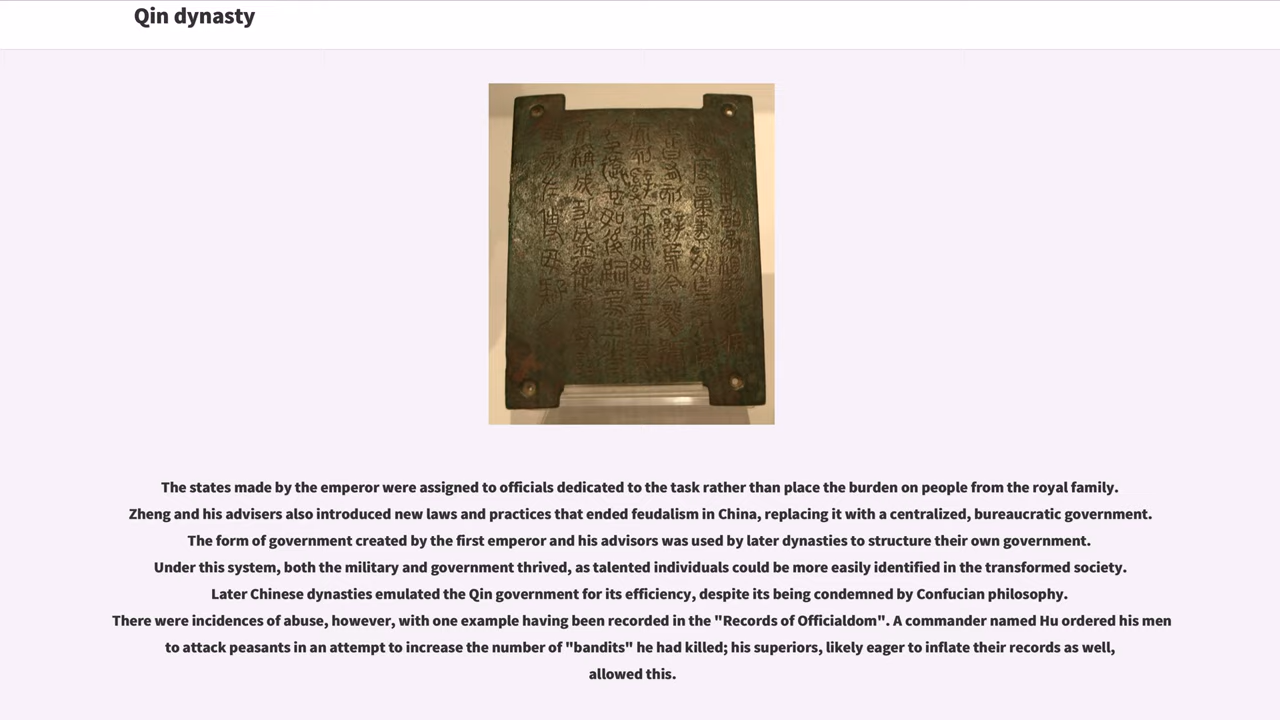 Qin dynasty
The states made by the emperor were assigned to officials dedicated to the task rather than place the burden on people from the royal family.
Zheng and his advisers also introduced new laws and practices that ended feudalism in China, replacing it with a centralized, bureaucratic government.
The form of government created by the first emperor and his advisors was used by later dynasties to structure their own government.
Under this system, both the military and government thrived, as talented individuals could be more easily identified in the transformed society.
Later Chinese dynasties emulated the Qin government for its efficiency, despite its being condemned by Confucian philosophy.
There were incidences of abuse, however, with one example having been recorded in the "Records of Officialdom". A commander named Hu ordered his men
to attack peasants in an attempt to increase the number of "bandits" he had killed; his superiors, likely eager to inflate their records as well,
allowed this.